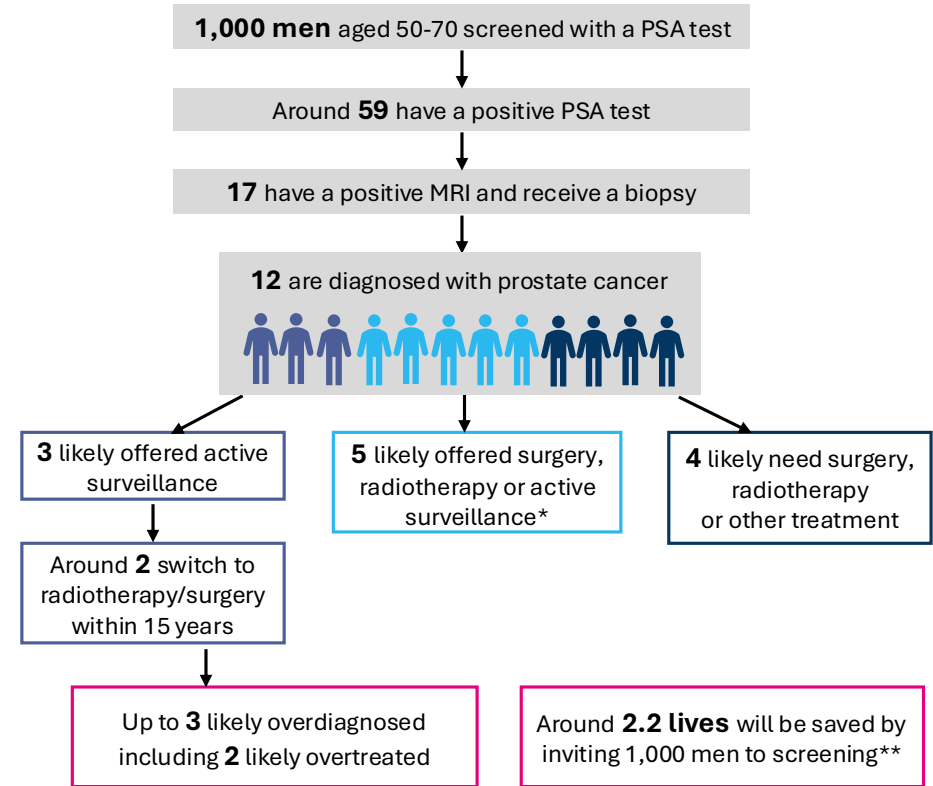 1,000 men aged 50-70 screened with a PSA test
Around 59 have a positive PSA test
17 have a positive MRI and receive a biopsy
12 are diagnosed with prostate cancer
3 likely offered active
surveillance
5 likely offered surgery,
radiotherapy or active
surveillance*
4 likely need surgery,
radiotherapy
or other treatment
Around 2 switch to
radiotherapy/surgery
within 15 years
Up to 3 likely overdiagnosed
including 2 likely overtreated
Around 2.2 lives will be saved by
inviting 1,000 men to screening**